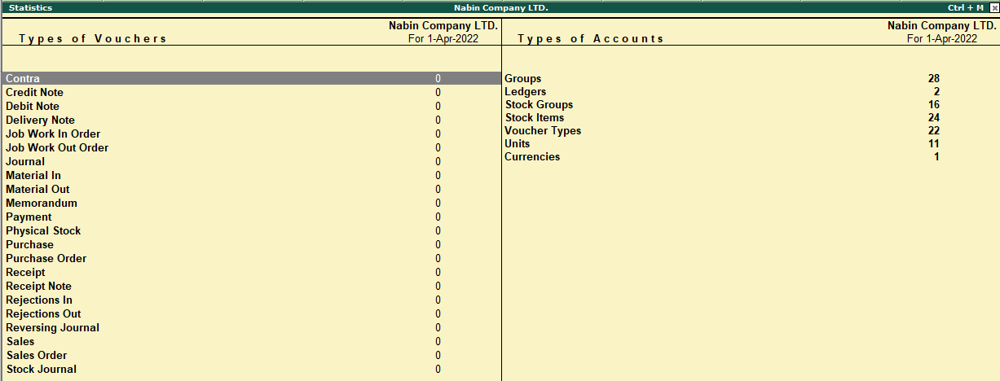 Statistics Nabin Company LTD. Ctrl + M
Nabin Company LTD.
Types of Vouchers For 1-Apr-2022
Contra 0
Credit Note 0
Debit Note 0
Delivery Note 0
Job Work In Order 0
Job Work Out Order 0
Journal 0
Material In 0
Material Out 0
Memorandum 0
Payment 0
Physical Stock 0
Purchase 0
Purchase Order 0
Receipt 0
Receipt Note 0
Rejections In 0
Rejections Out 0
Reversing Journal 0
Sales 0
Sales Order 0
Stock Journal 0
Nabin Company LTD.
Types of Accounts For 1-Apr-2022
Groups 28
Ledgers 2
Stock Groups 16
Stock Items 24
Voucher Types 22
Units 11
Currencies 1